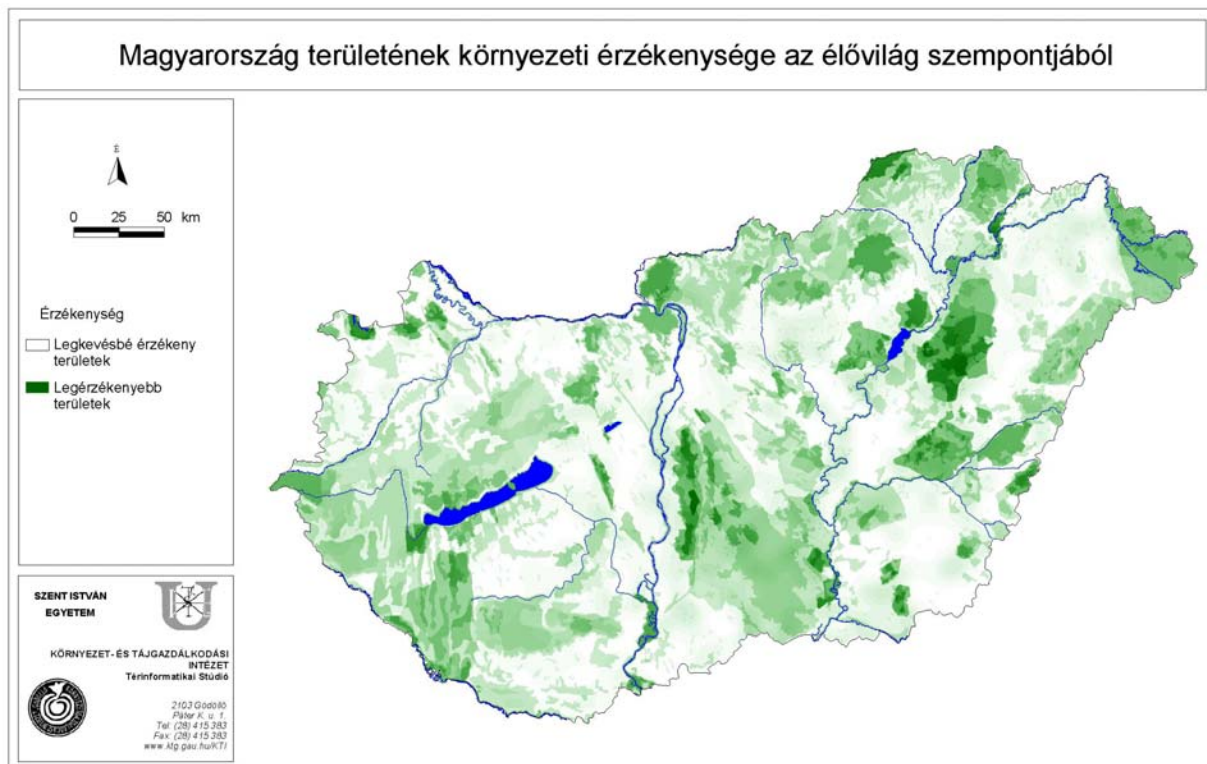 Magyarország területének környezeti érzékenysége az élővilág szempontjából
É
0 25 50 km
Érzékenység
Legkevésbé érzékeny
területek
Legérzékenyebb
területek
SZENT ISTVÁN
EGYETEM
KÖRNYEZET- ÉS TÁJGAZDÁLKODÁSI
INTÉZET
Térinformatikai Stúdió
2103 Gödöllő
Páter K. u. 1.
Tel: (28) 415 383
Fax: (28) 415 383
www.ktg.gau.hu/KTI